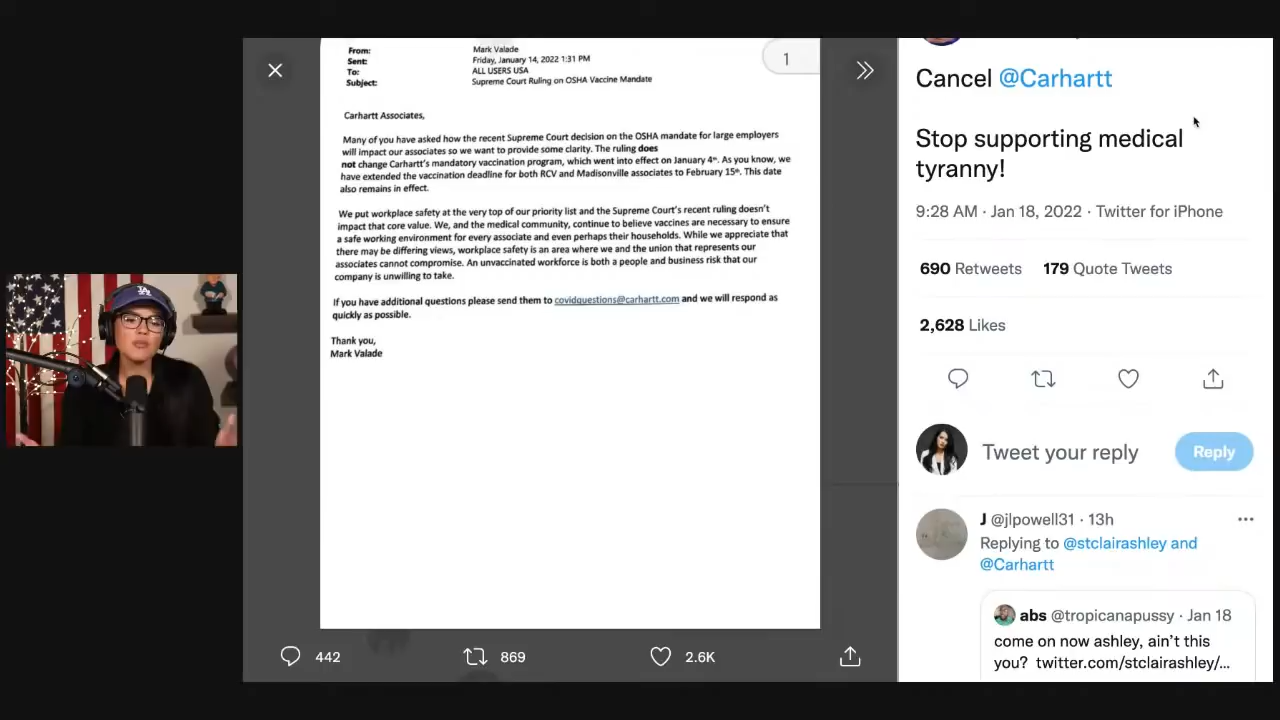 From: Mark Valade
Sent: Friday, January 14, 2022 1:31 PM
To: ALL USERS USA
Subject: Supreme Court Ruling on OSHA Vaccine Mandate
1
Carhartt Associates,
Many of you have asked how the recent Supreme Court decision on the OSHA mandate for large employers
will impact our associates so we want to provide some clarity. The ruling does
not change Carhartt's mandatory vaccination program, which went into effect on January 4th. As you know, we
have extended the vaccination deadline for both RCV and Madisonville associates to February 15th. This date
also remains in effect.
We put workplace safety at the very top of our priority list and the Supreme Court's recent ruling doesn't
impact that core value. We, and the medical community, continue to believe vaccines are necessary to ensure
a safe working environment for every associate and even perhaps their households. While we appreciate that
there may be differing views, workplace safety is an area where we and the union that represents our
associates cannot compromise. An unvaccinated workforce is both a people and business risk that our
company is unwilling to take.
If you have additional questions please send them to covidquestions@carhartt.com and we will respond as
quickly as possible.
Thank you,
Mark Valade
442
869
2.6K
Cancel @Carhartt
Stop supporting medical
tyranny!
9:28 AM · Jan 18, 2022 · Twitter for iPhone
690 Retweets 179 Quote Tweets
2,628 Likes
Tweet your reply
Reply
J @jlpowell31 · 13h
Replying to @stclairashley and
@Carhartt
abs @tropicanapussy · Jan 18
come on now ashley, ain't this
you? twitter.com/stclairashley/...
LA